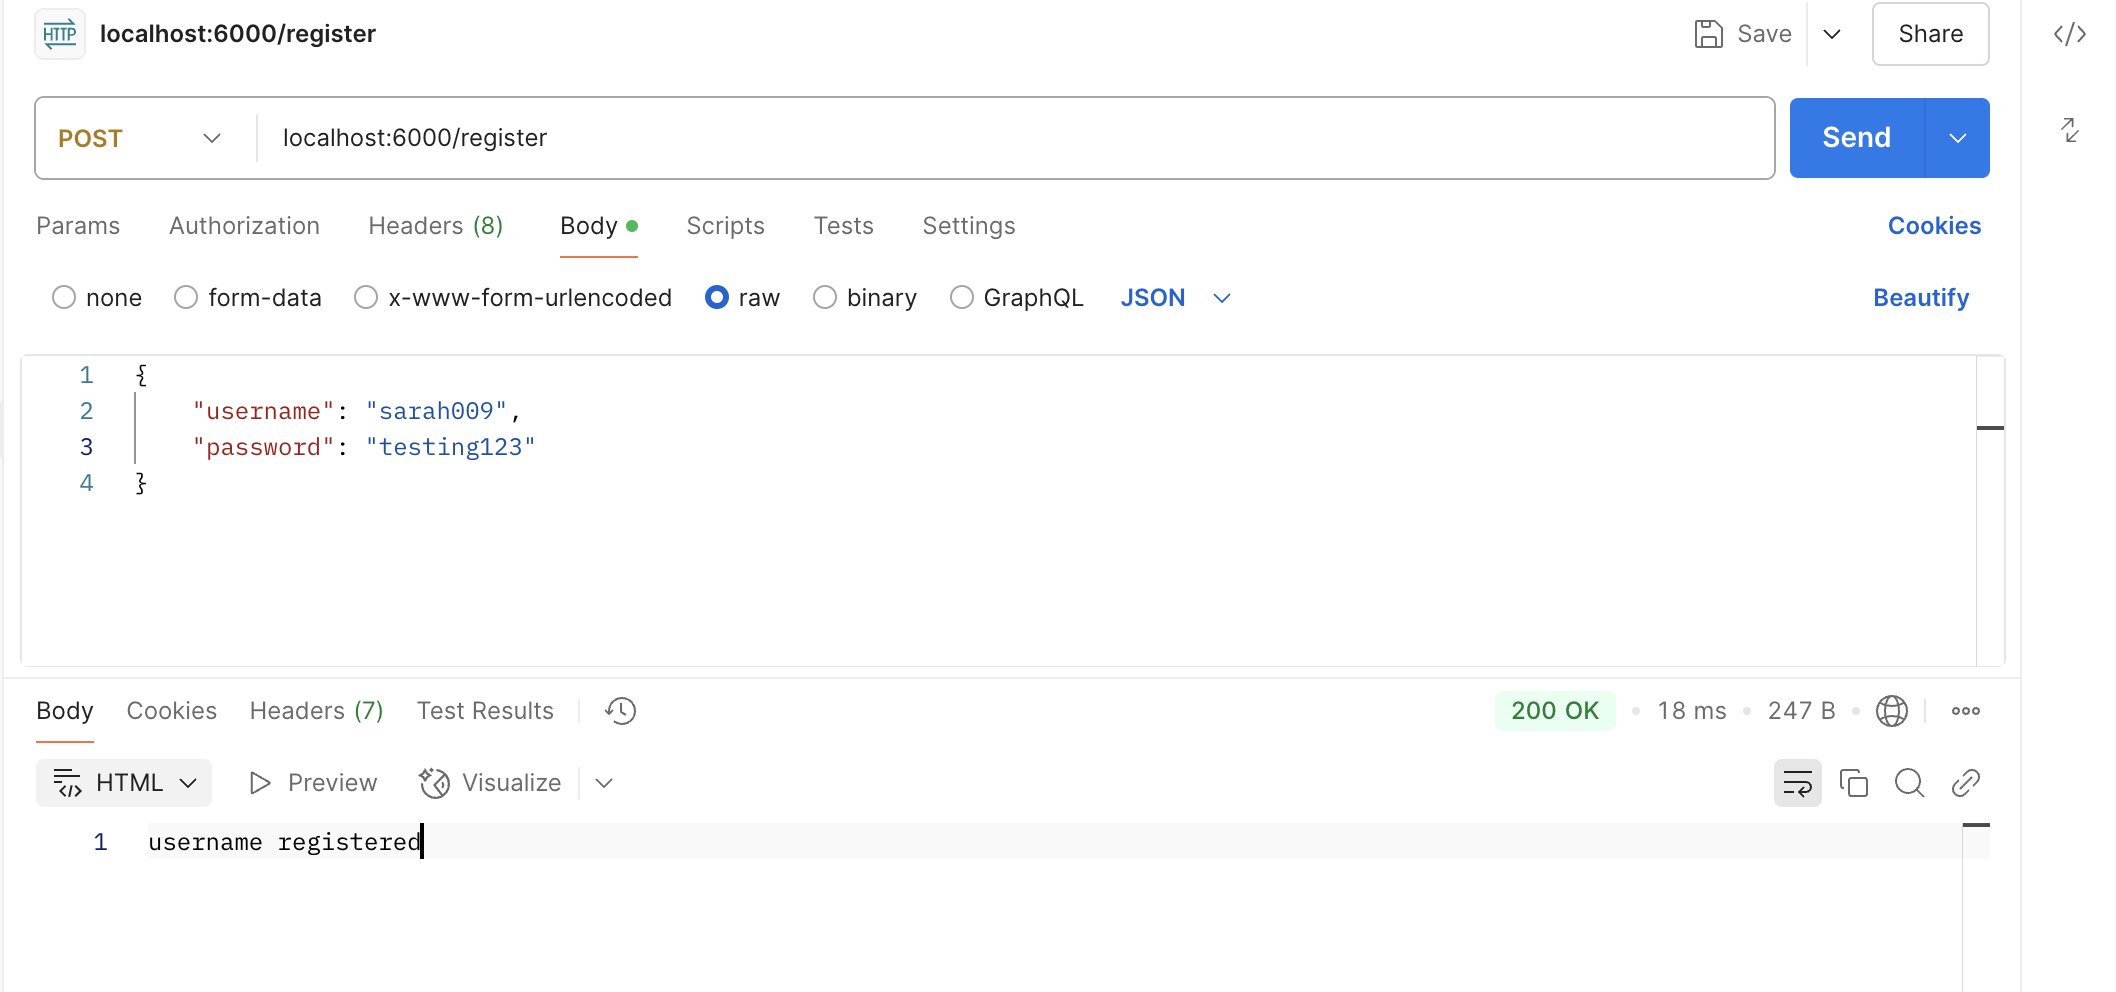 HTTP localhost:6000/register Save Share
POST localhost:6000/register Send
Params Authorization Headers (8) Body Scripts Tests Settings Cookies
none form-data x-www-form-urlencoded raw binary GraphQL JSON Beautify
1 {
2 "username": "sarah009",
3 "password": "testing123"
4 }
Body Cookies Headers (7) Test Results 200 OK • 18 ms • 247 B
HTML Preview Visualize
1 username registered